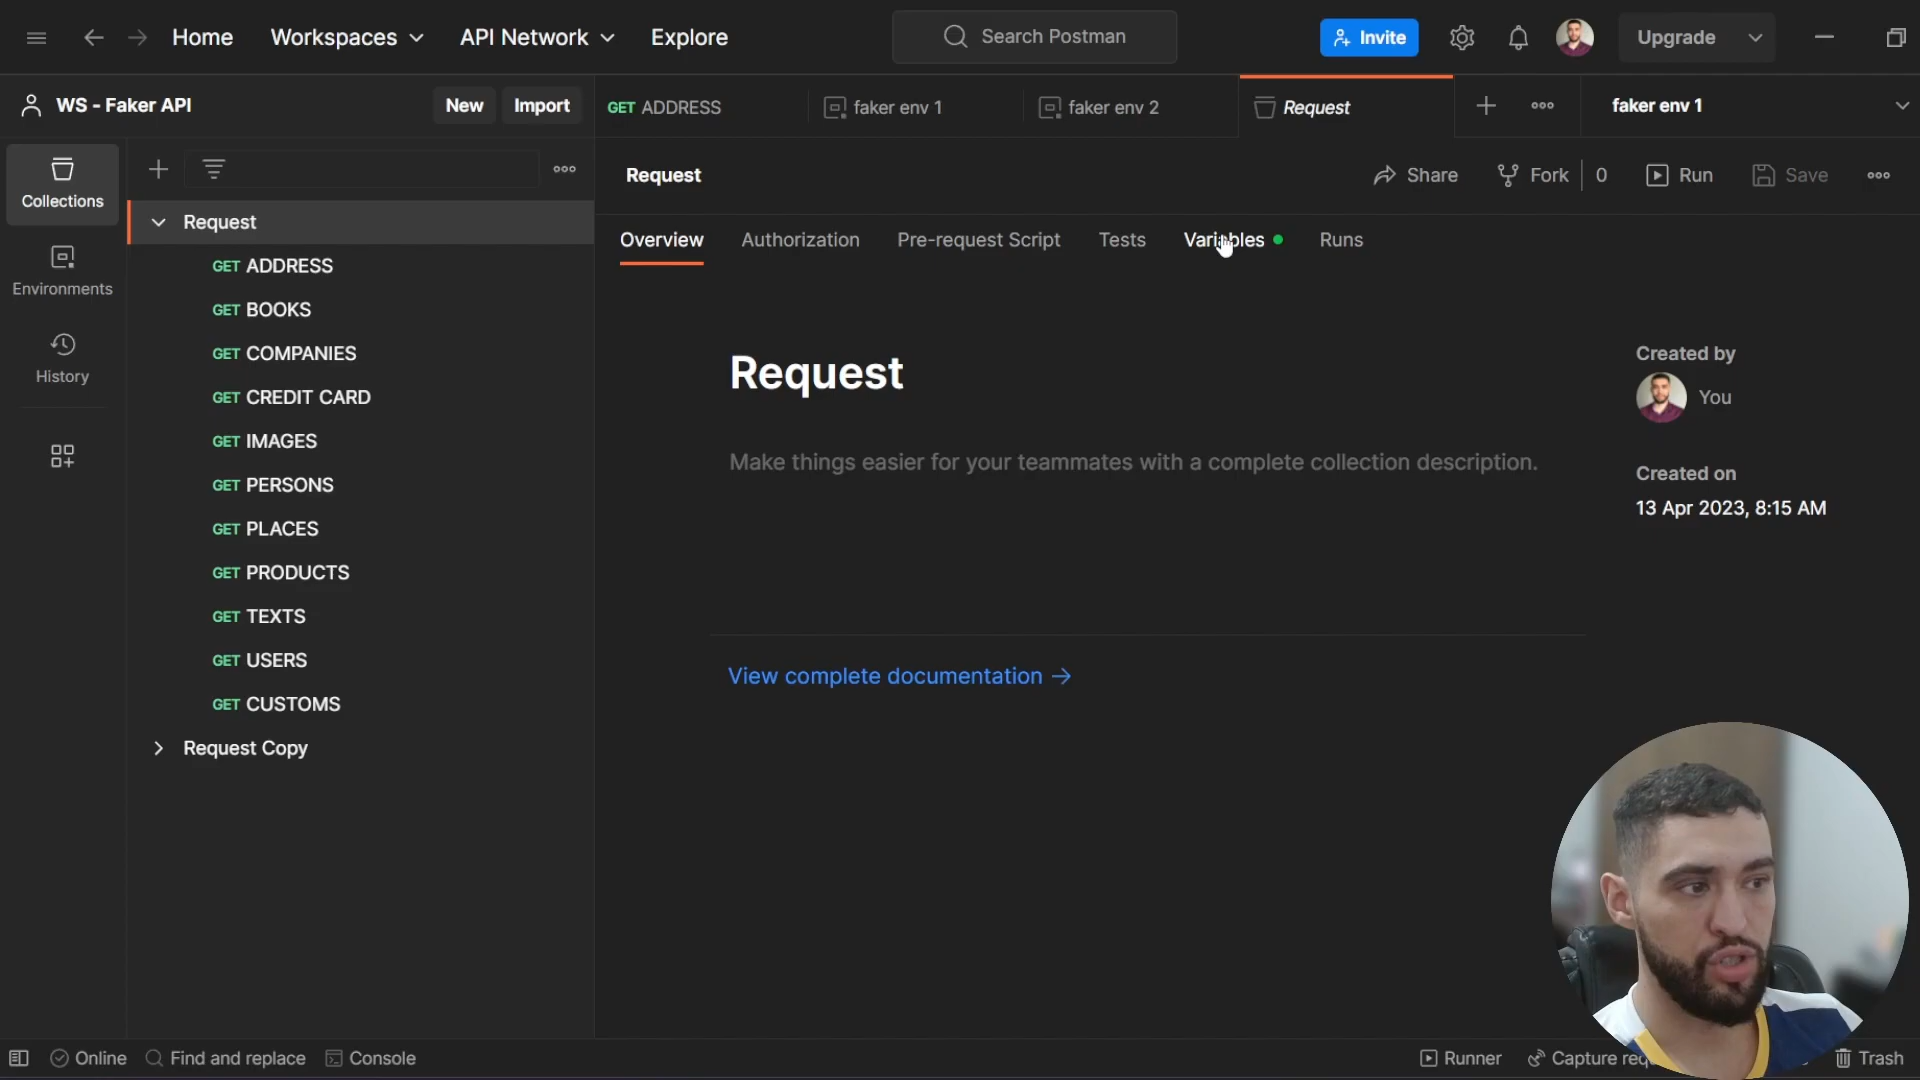 Home
Workspaces
API Network
Explore
Search Postman
Invite
Upgrade
WS - Faker API
New
Import
GET ADDRESS
faker env 1
faker env 2
Request
faker env 1
Collections
Environments
History
Request
GET ADDRESS
GET BOOKS
GET COMPANIES
GET CREDIT CARD
GET IMAGES
GET PERSONS
GET PLACES
GET PRODUCTS
GET TEXTS
GET USERS
GET CUSTOMS
Request Copy
Request
Share
Fork
0
Run
Save
Overview
Authorization
Pre-request Script
Tests
Variables
Runs
Request
Make things easier for your teammates with a complete collection description.
View complete documentation →
Created by
You
Created on
13 Apr 2023, 8:15 AM
Online
Find and replace
Console
Runner
Capture
Trash